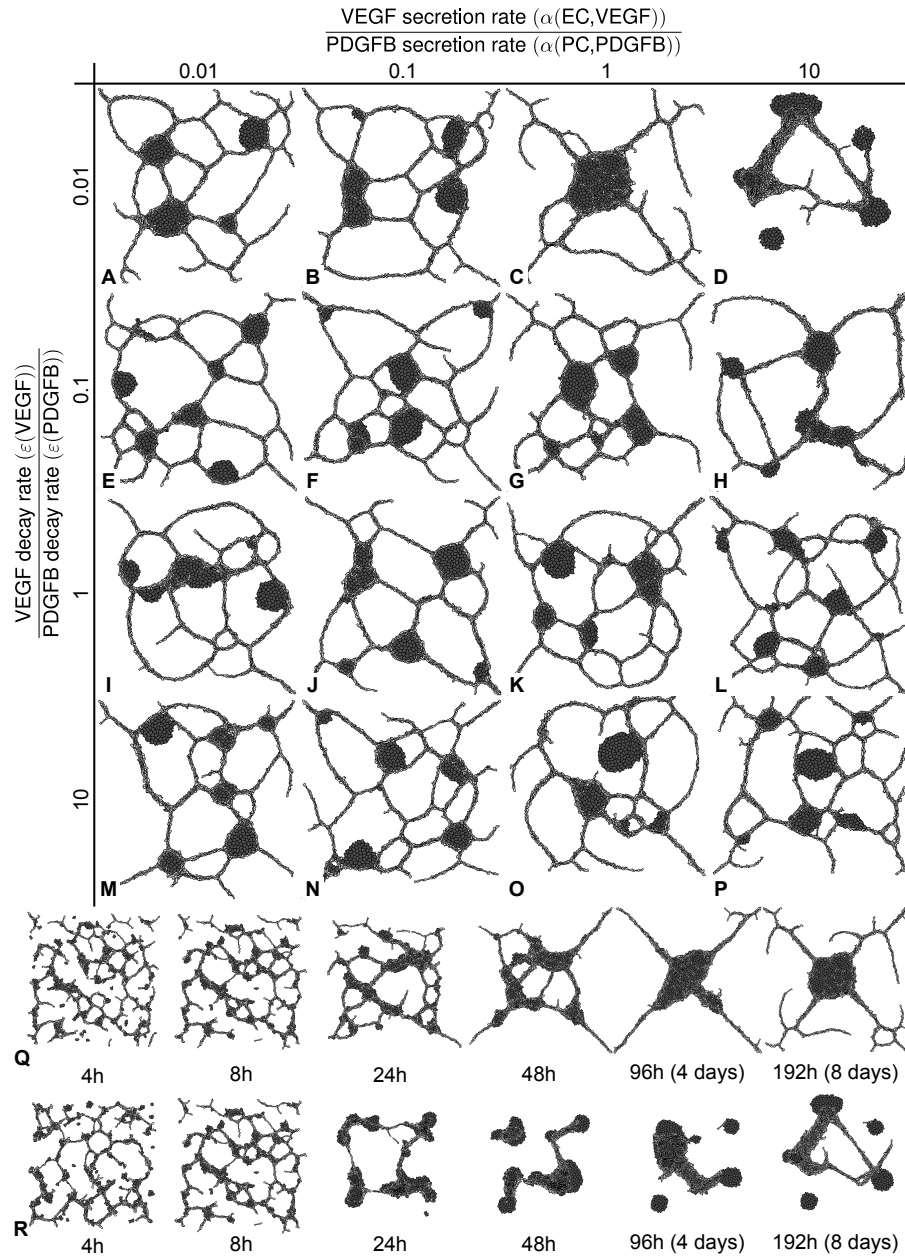 VEGF secretion rate (α(EC,VEGF))
PDGFB secretion rate (α(PC,PDGFB))
0.01 0.1 1 10
VEGF decay rate (ε(VEGF))
PDGFB decay rate (ε(PDGFB))
0.01
A B C D
0.1
E F G H
1
I J K L
10
M N O P
Q
4h 8h 24h 48h 96h (4 days) 192h (8 days)
R
4h 8h 24h 48h 96h (4 days) 192h (8 days)